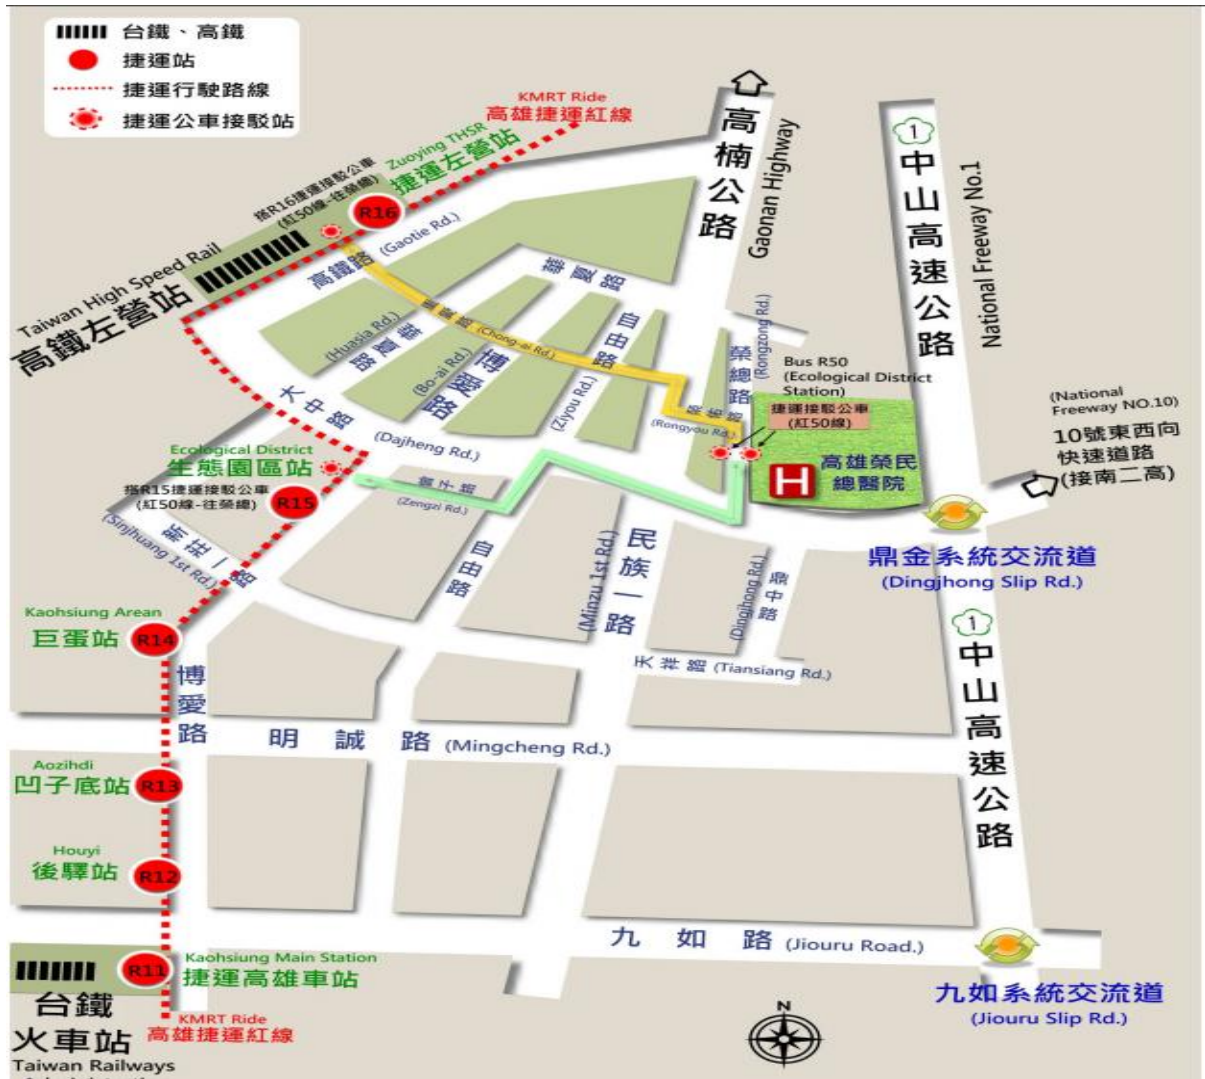 台鐵、高鐵
捷運站
捷運行駛路線
捷運公車接駁站
KMRT Ride
高雄捷運紅線
Zuoying THSR
捷運左營站
搭R16捷運接駁公車
(紅50線-往榮總)
R16
Taiwan High Speed Rail
高鐵左營站
高鐵路
(Gaotie Rd.)
高楠公路
Gaonan Highway
1
中山高速公路
National Freeway No.1
華夏路
(Huasia Rd.)
華夏路
(Chong-ai Rd.)
自由路
(Ziyou Rd.)
博愛路
(Bo-ai Rd.)
大中路
(Dajheng Rd.)
榮總路
(Rongzong Rd.)
榮佑路
(Rongyou Rd.)
Bus R50
(Ecological District
Station)
捷運接駁公車
(紅50線)
高雄榮民
總醫院
H
(National
Freeway NO.10)
10號東西向
快速道路
(接南二高)
Ecological District
生態園區站
搭R15捷運接駁公車
(紅50線-往榮總)
R15
(Zengzi Rd.)
新莊一路
(Sinjhuang 1st Rd.)
自由路
民族一路
(Minzu 1st Rd.)
鼎中路
(Dingjhong Rd.)
鼎金系統交流道
(Dingjhong Slip Rd.)
天祥路 (Tiansiang Rd.)
Kaohsiung Arean
巨蛋站
R14
博愛路
明誠路 (Mingcheng Rd.)
1
中山高速公路
Aozihdi
凹子底站
R13
Houyi
後驛站
R12
九如路 (Jiouru Road.)
九如系統交流道
(Jiouru Slip Rd.)
R11
Kaohsiung Main Station
捷運高雄車站
台鐵
火車站
Taiwan Railways
KMRT Ride
高雄捷運紅線
N